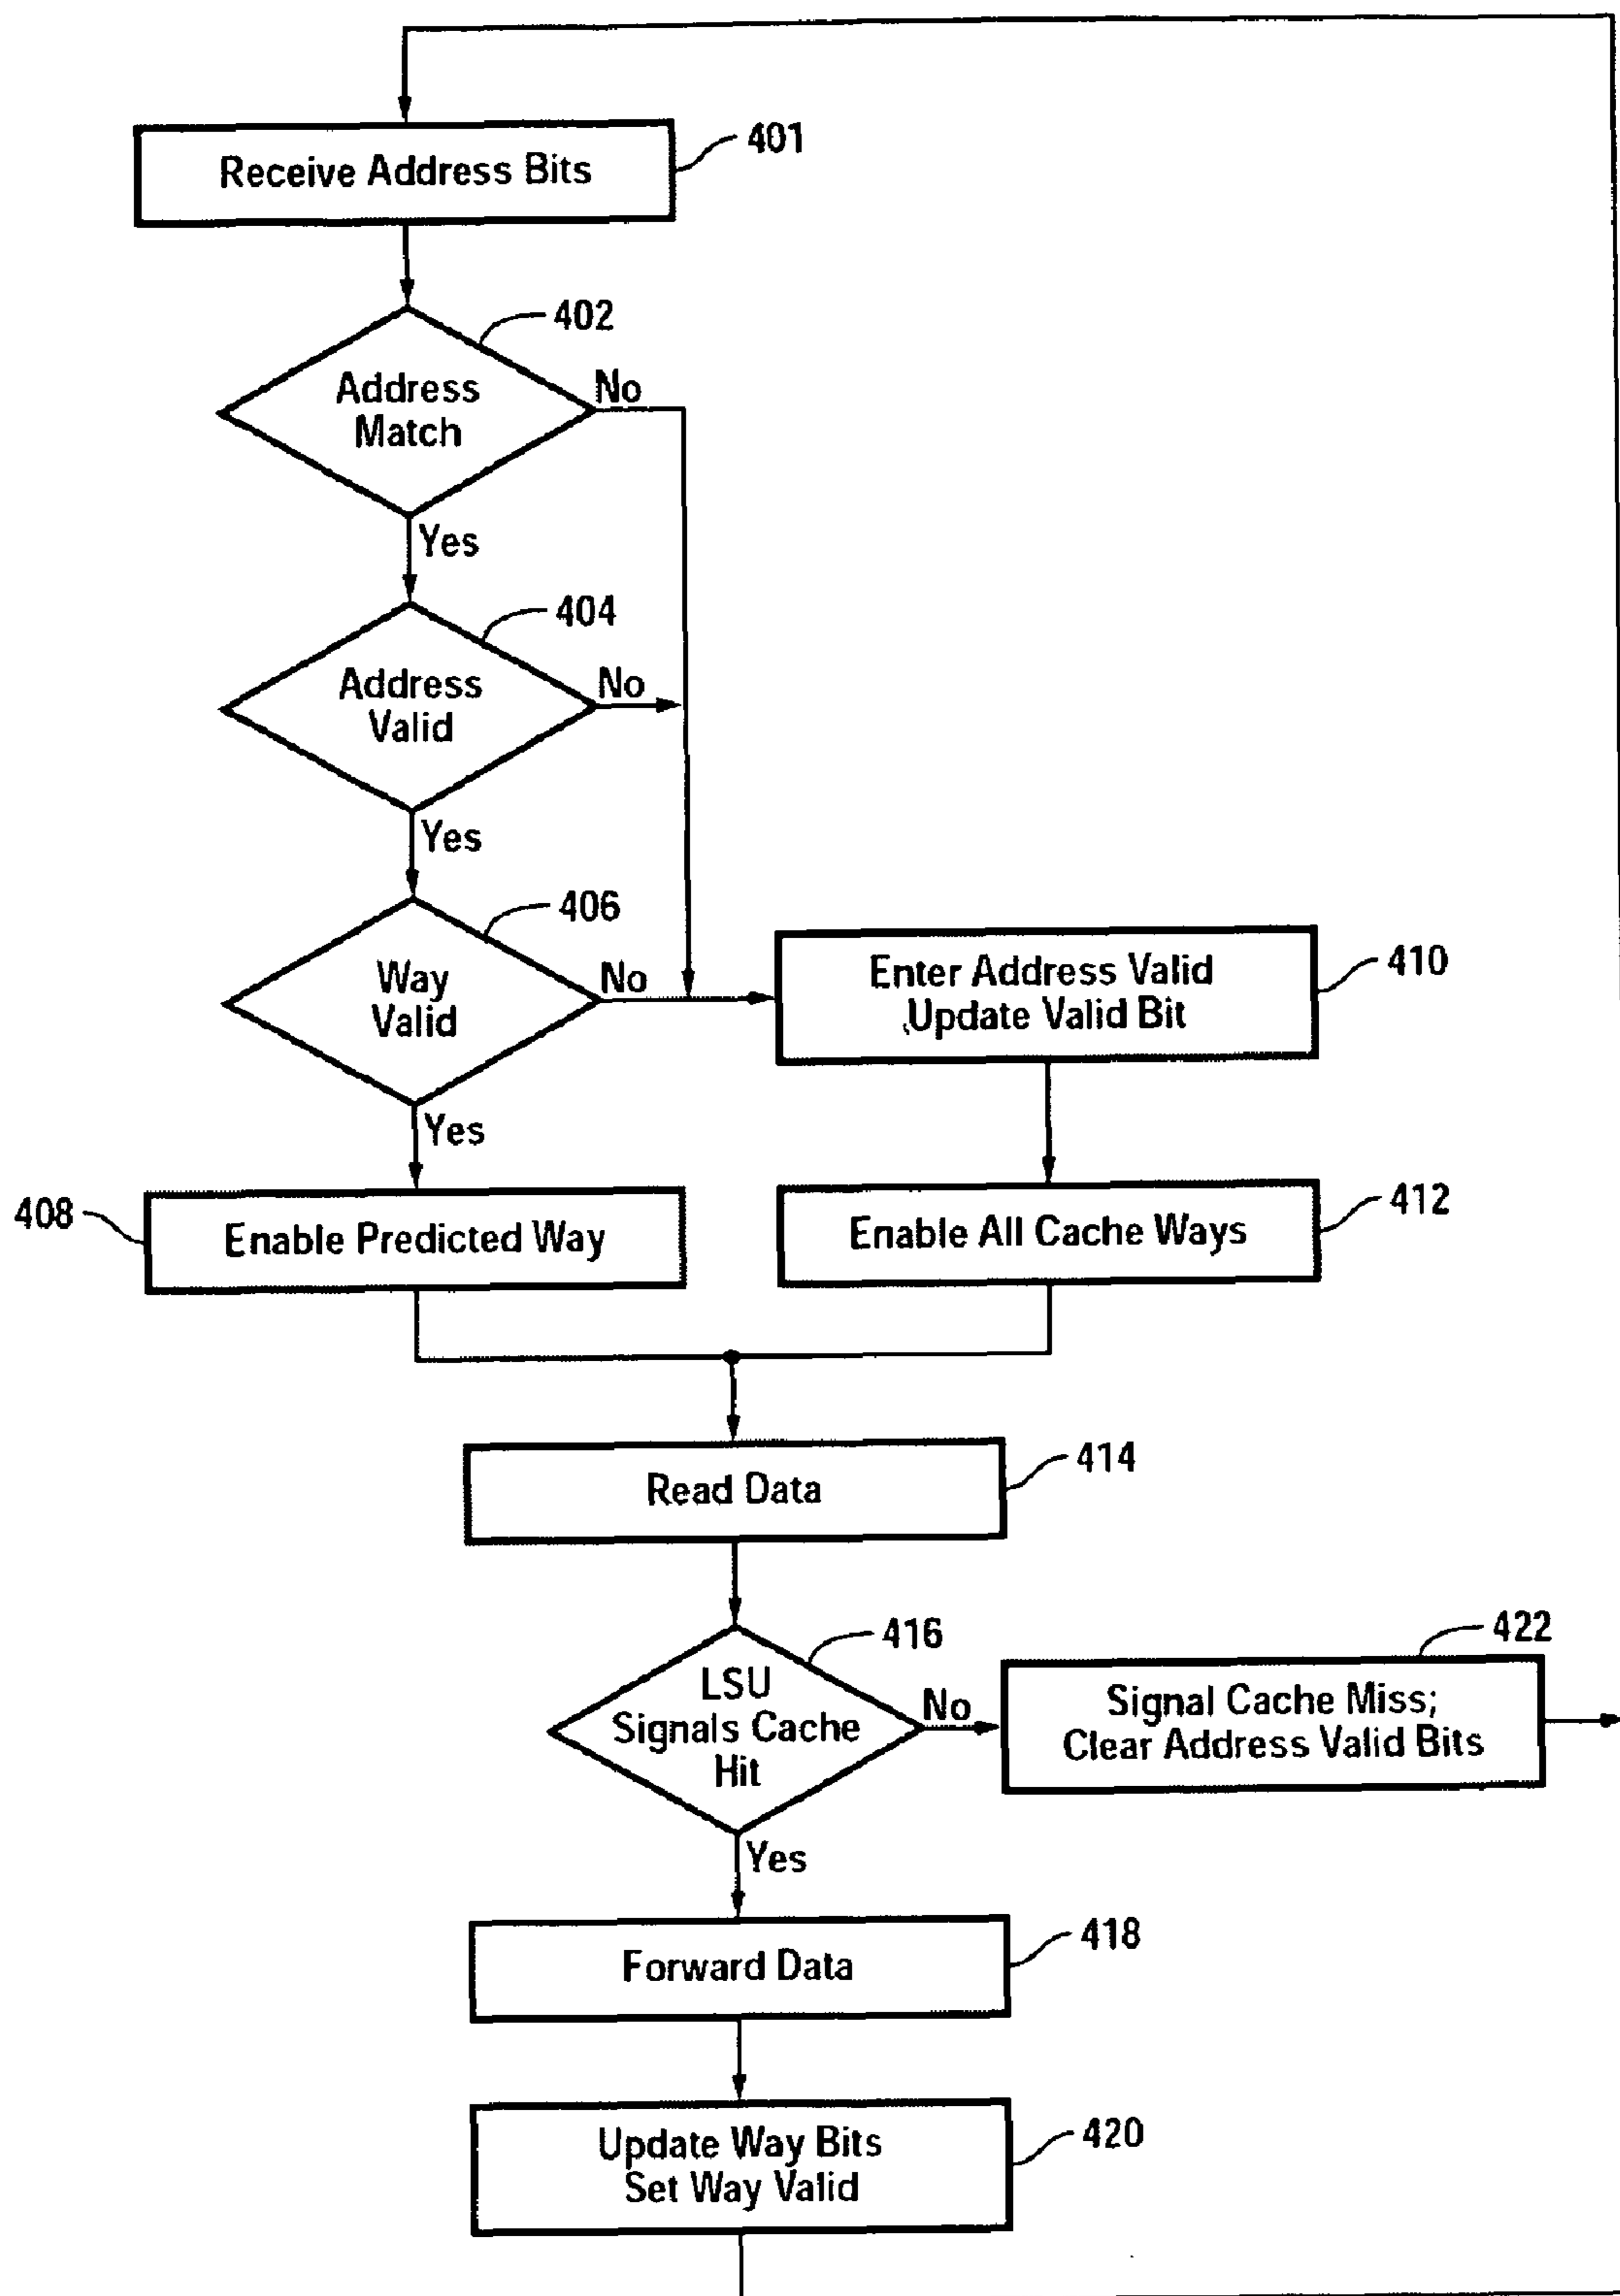 Receive Address Bits
401
Address
Match
402
No
Yes
Address
Valid
404
No
Yes
Way
Valid
406
No
Yes
Enter Address Valid
Update Valid Bit
410
408
Enable Predicted Way
Enable All Cache Ways
412
Read Data
414
LSU
Signals Cache
Hit
416
No
Yes
Signal Cache Miss;
Clear Address Valid Bits
422
Forward Data
418
Update Way Bits
Set Way Valid
420